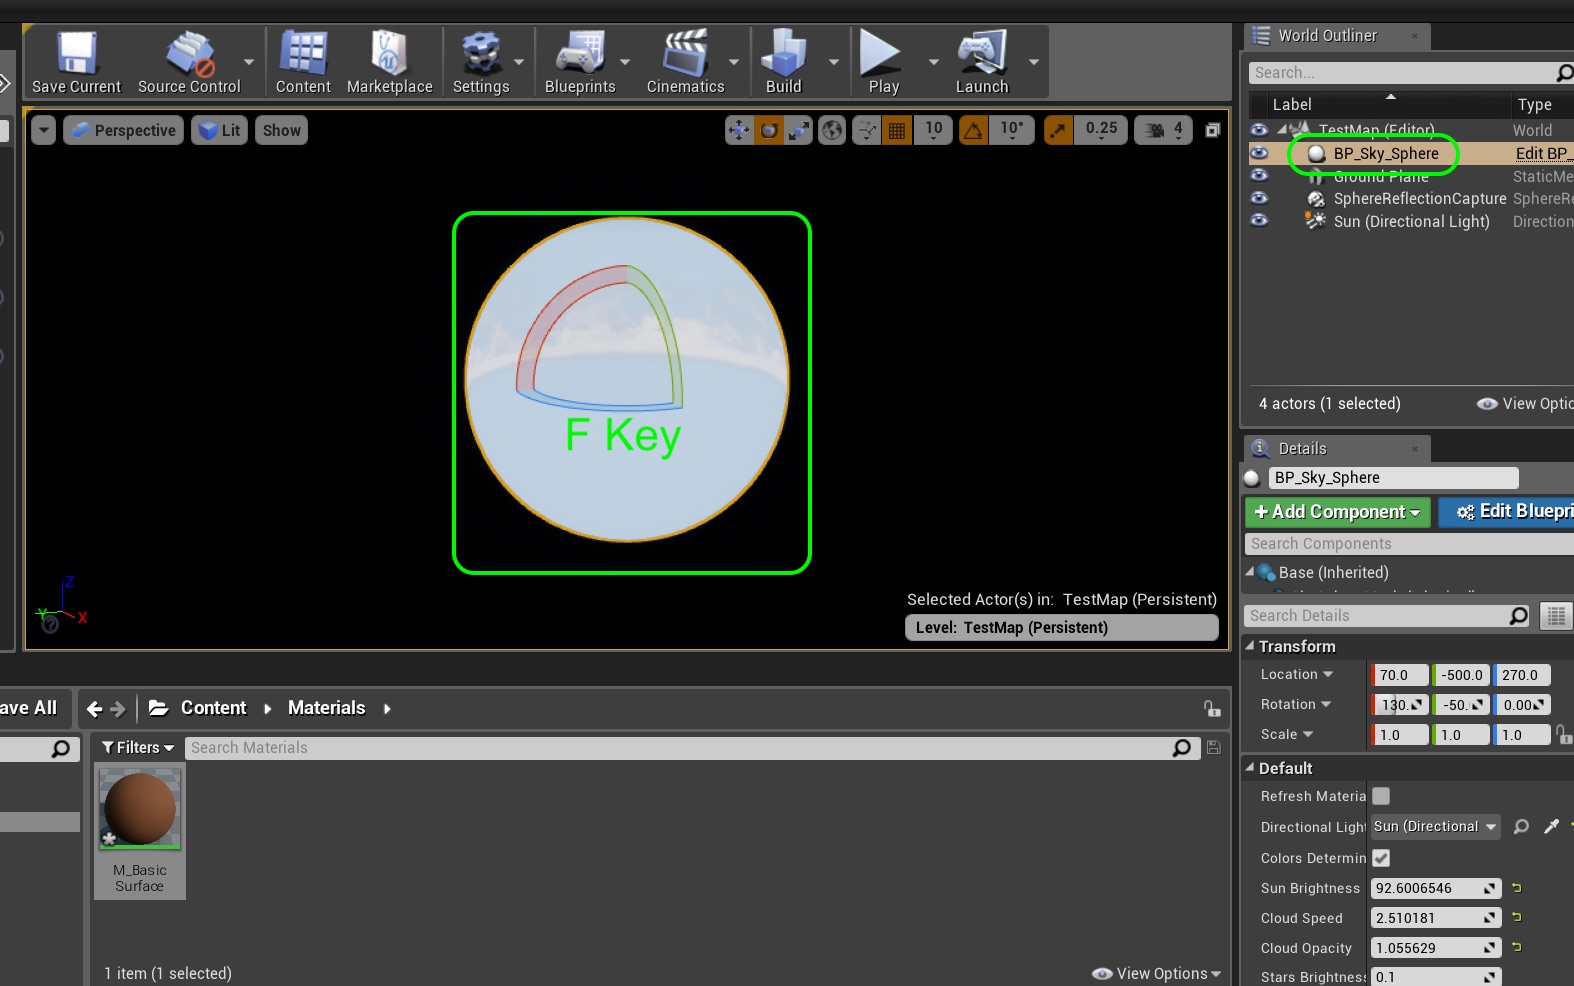 Save Current
Source Control
Content
Marketplace
Settings
Blueprints
Cinematics
Build
Play
Launch
Perspective
Lit
Show
10
10°
0.25
4
F Key
Z
Y
X
Selected Actor(s) in: TestMap (Persistent)
Level: TestMap (Persistent)
World Outliner
Search...
Label
Type
TestMap (Editor)
World
BP_Sky_Sphere
Edit BP_
Ground Plane
StaticMe
SphereReflectionCapture
SphereRe
Sun (Directional Light)
Direction
4 actors (1 selected)
View Optio
Details
BP_Sky_Sphere
+ Add Component
Edit Bluepri
Search Components
Base (Inherited)
Search Details
Transform
Location
70.0
-500.0
270.0
Rotation
130.
-50.
0.00
Scale
1.0
1.0
1.0
Default
Refresh Materia
Directional Ligh
Sun (Directional
Colors Determin
Sun Brightness
92.6006546
Cloud Speed
2.510181
Cloud Opacity
1.055629
Stars Brightness
0.1
ave All
Content
Materials
Filters
Search Materials
M_Basic
Surface
1 item (1 selected)
View Options